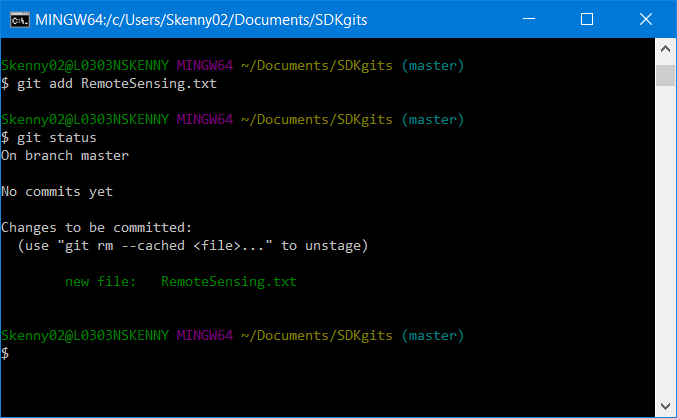 MINGW64:/c/Users/Skenny02/Documents/SDKgits
Skenny02@L0303NSKENNY MINGW64 ~/Documents/SDKgits (master)
$ git add RemoteSensing.txt
Skenny02@L0303NSKENNY MINGW64 ~/Documents/SDKgits (master)
$ git status
On branch master
No commits yet
Changes to be committed:
  (use "git rm --cached <file>..." to unstage)
        new file:   RemoteSensing.txt
Skenny02@L0303NSKENNY MINGW64 ~/Documents/SDKgits (master)
$